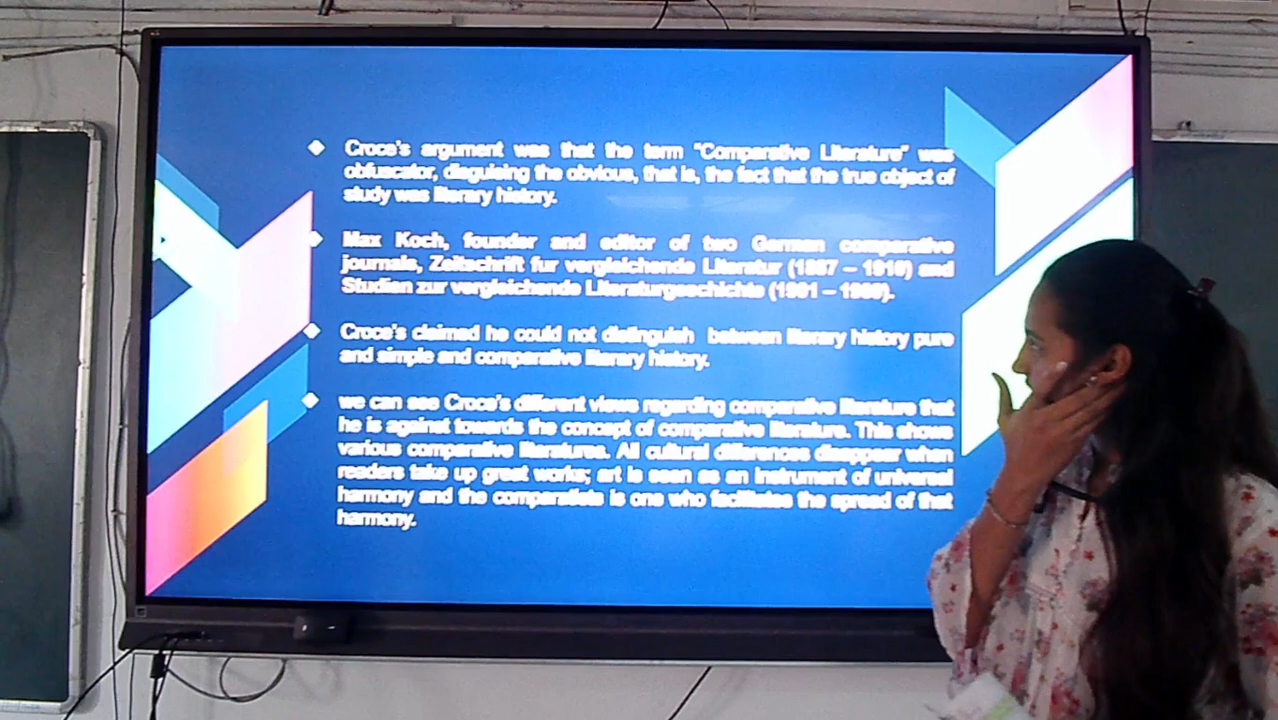 Croce's argument was that the term "Comparative Literature" was
obfuscator, disguising the obvious, that is, the fact that the true object of
study was literary history.
Max Koch, founder and editor of two German comparative
journals, Zeitschrift fur vergleichende Literatur (1887 – 1910) and
Studien zur vergleichende Literaturgeschichte (1901 – 1909).
Croce's claimed he could not distinguish between literary history pure
and simple and comparative literary history.
we can see Croce's different views regarding comparative literature that
he is against towards the concept of comparative literature. This shows
various comparative literatures. All cultural differences disappear when
readers take up great works; art is seen as an instrument of universal
harmony and the comparatists is one who facilitates the spread of that
harmony.